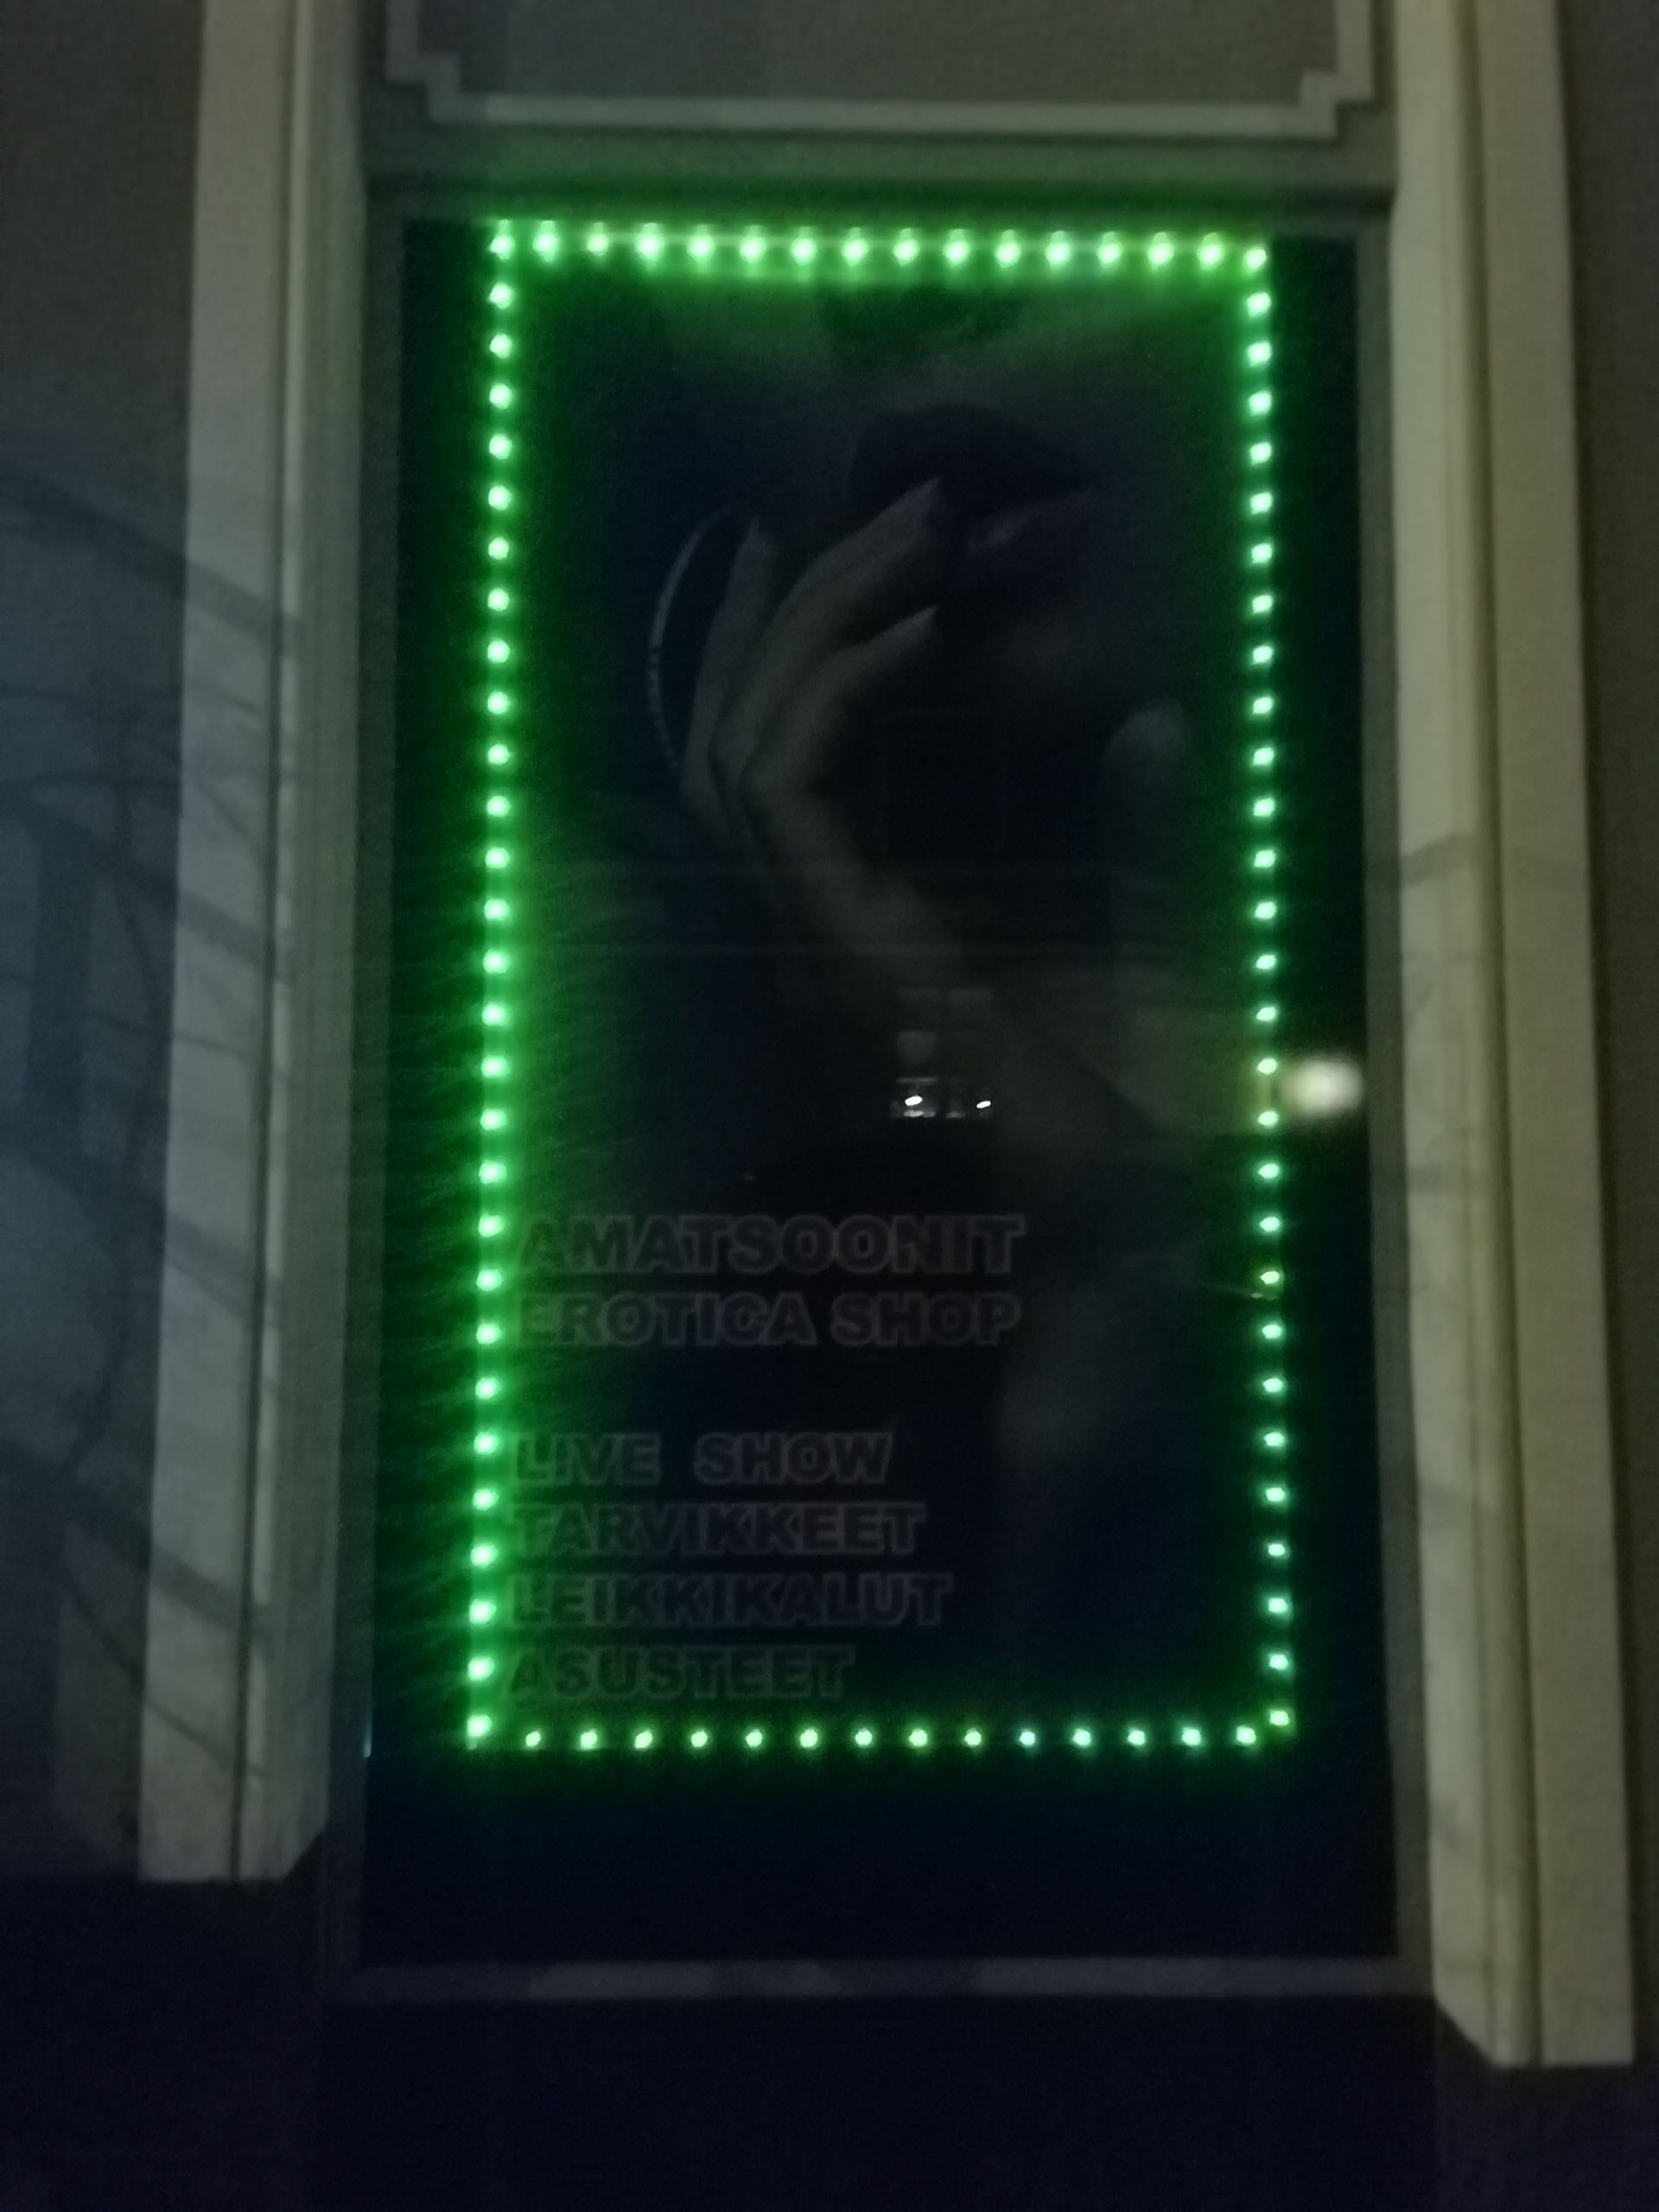 AMATSOONIT
EROTICA SHOP
LIVE SHOW
TARVIKKEET
LEIKKIKALUT
ASUSTEET